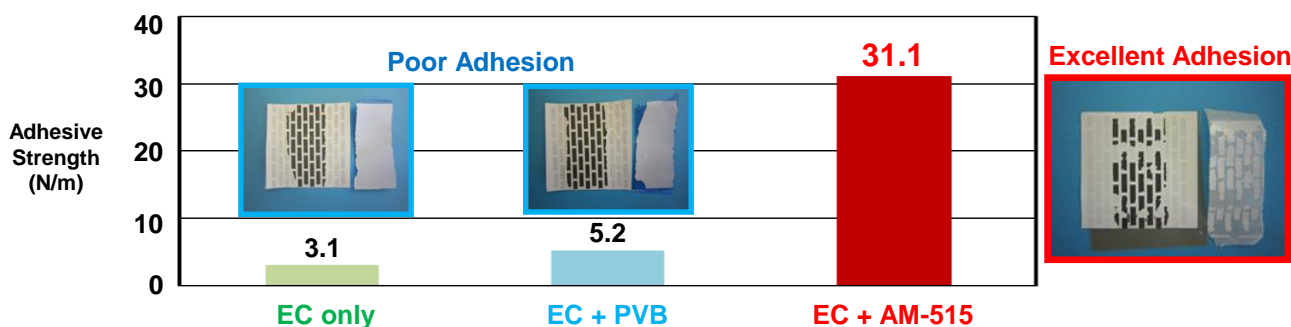 40
30
20
10
0
Adhesive
Strength
(N/m)
Poor Adhesion
3.1
5.2
31.1
Excellent Adhesion
EC only
EC + PVB
EC + AM-515